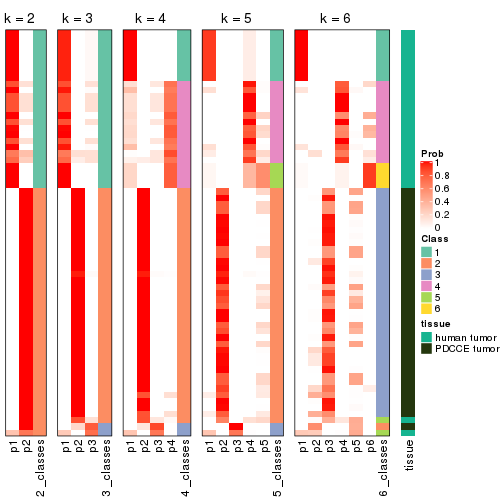 k = 2
k = 3
k = 4
k = 5
k = 6
Prob
1
0.8
0.6
0.4
0.2
0
Class
1
2
3
4
5
6
tissue
human tumor
PDCCE tumor
p1
p2
2_classes
p1
p2
p3
3_classes
p1
p2
p3
p4
4_classes
p1
p2
p3
p4
p5
5_classes
p1
p2
p3
p4
p5
p6
6_classes
tissue